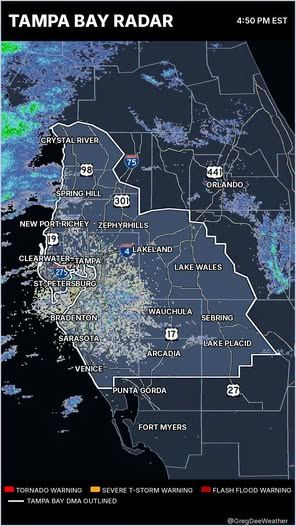 TAMPA BAY RADAR
4:50 PM EST
CRYSTAL RIVER
75
98
441
ORLANDO
SPRING HILL
301
NEW PORT RICHEY
ZEPHYRHILLS
19
4
LAKELAND
CLEARWATER
TAMPA
LAKE WALES
275
ST. PETERSBURG
BRADENTON
WAUCHULA
SEBRING
17
SARASOTA
LAKE PLACID
ARCADIA
VENICE
PUNTA GORDA
27
FORT MYERS
TORNADO WARNING
SEVERE T-STORM WARNING
FLASH FLOOD WARNING
TAMPA BAY DMA OUTLINED
@GregDeeWeather